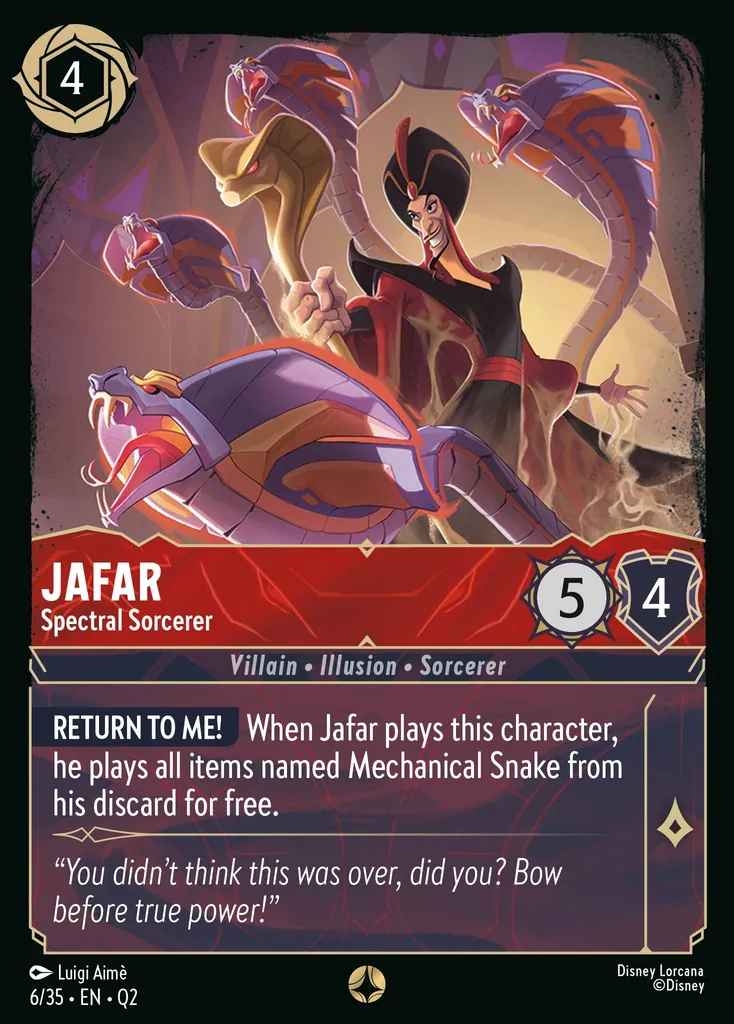 4
JAFAR
Spectral Sorcerer
5
4
Villain • Illusion • Sorcerer
RETURN TO ME! When Jafar plays this character,
he plays all items named Mechanical Snake from
his discard for free.
“You didn’t think this was over, did you? Bow
before true power!”
Luigi Aimè
6/35 • EN • Q2
Disney Lorcana
©Disney